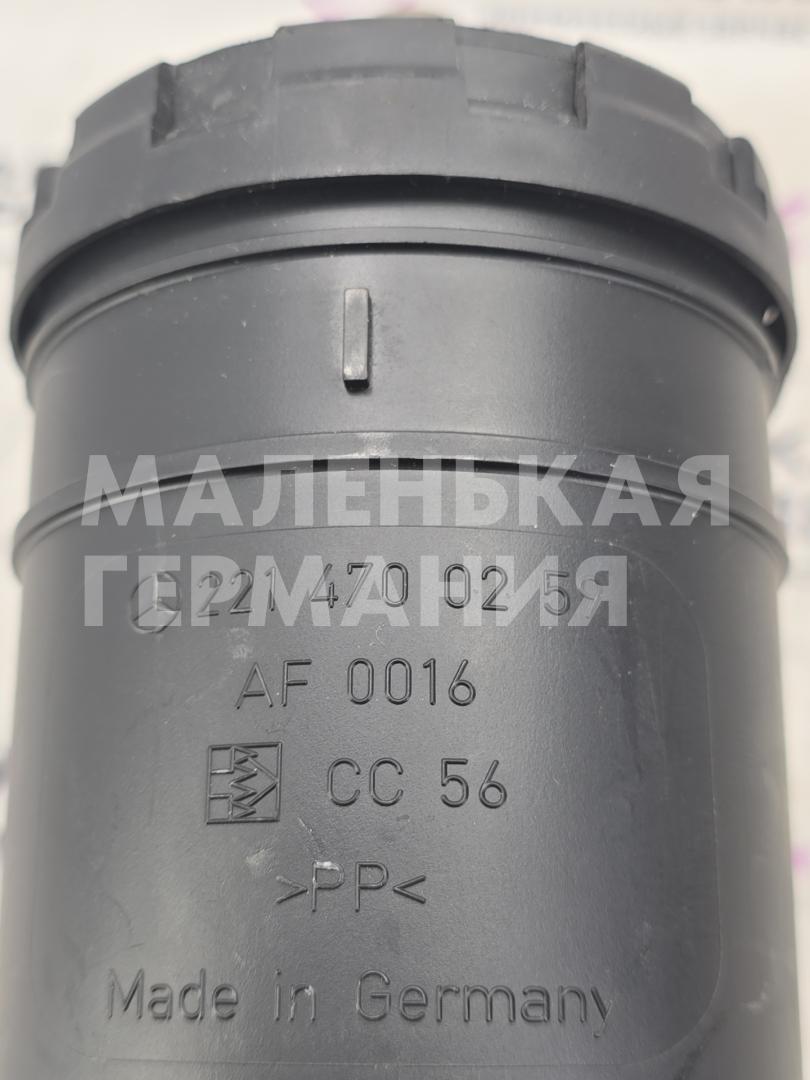 МАЛЕНЬКАЯ
ГЕРМАНИЯ
221 470 02 59
AF 0016
CC 56
>PP<
Made in Germany